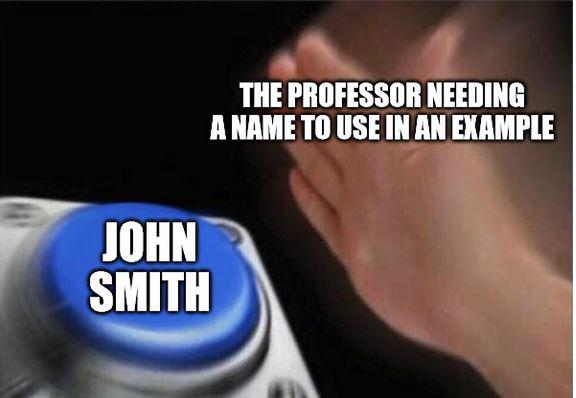 THE PROFESSOR NEEDING
A NAME TO USE IN AN EXAMPLE
JOHN
SMITH